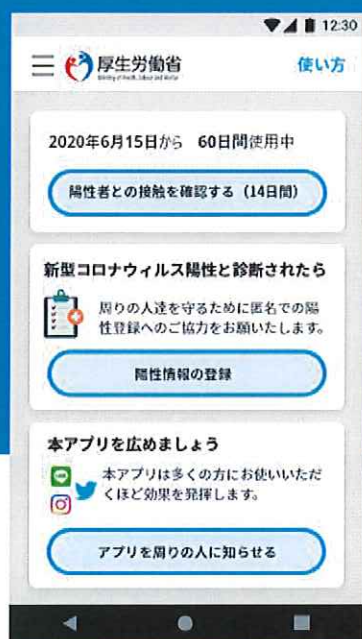 12:30
厚生労働省
Ministry of Health, Labour and Welfare
使い方
2020年6月15日から 60日間使用中
陽性者との接触を確認する(14日間)
新型コロナウィルス陽性と診断されたら
周りの人達を守るために匿名での陽
性登録へのご協力をお願いたします。
陽性情報の登録
本アプリを広めましょう
LINE
本アプリは多くの方にお使いいただ
くほど効果を発揮します。
アプリを周りの人に知らせる